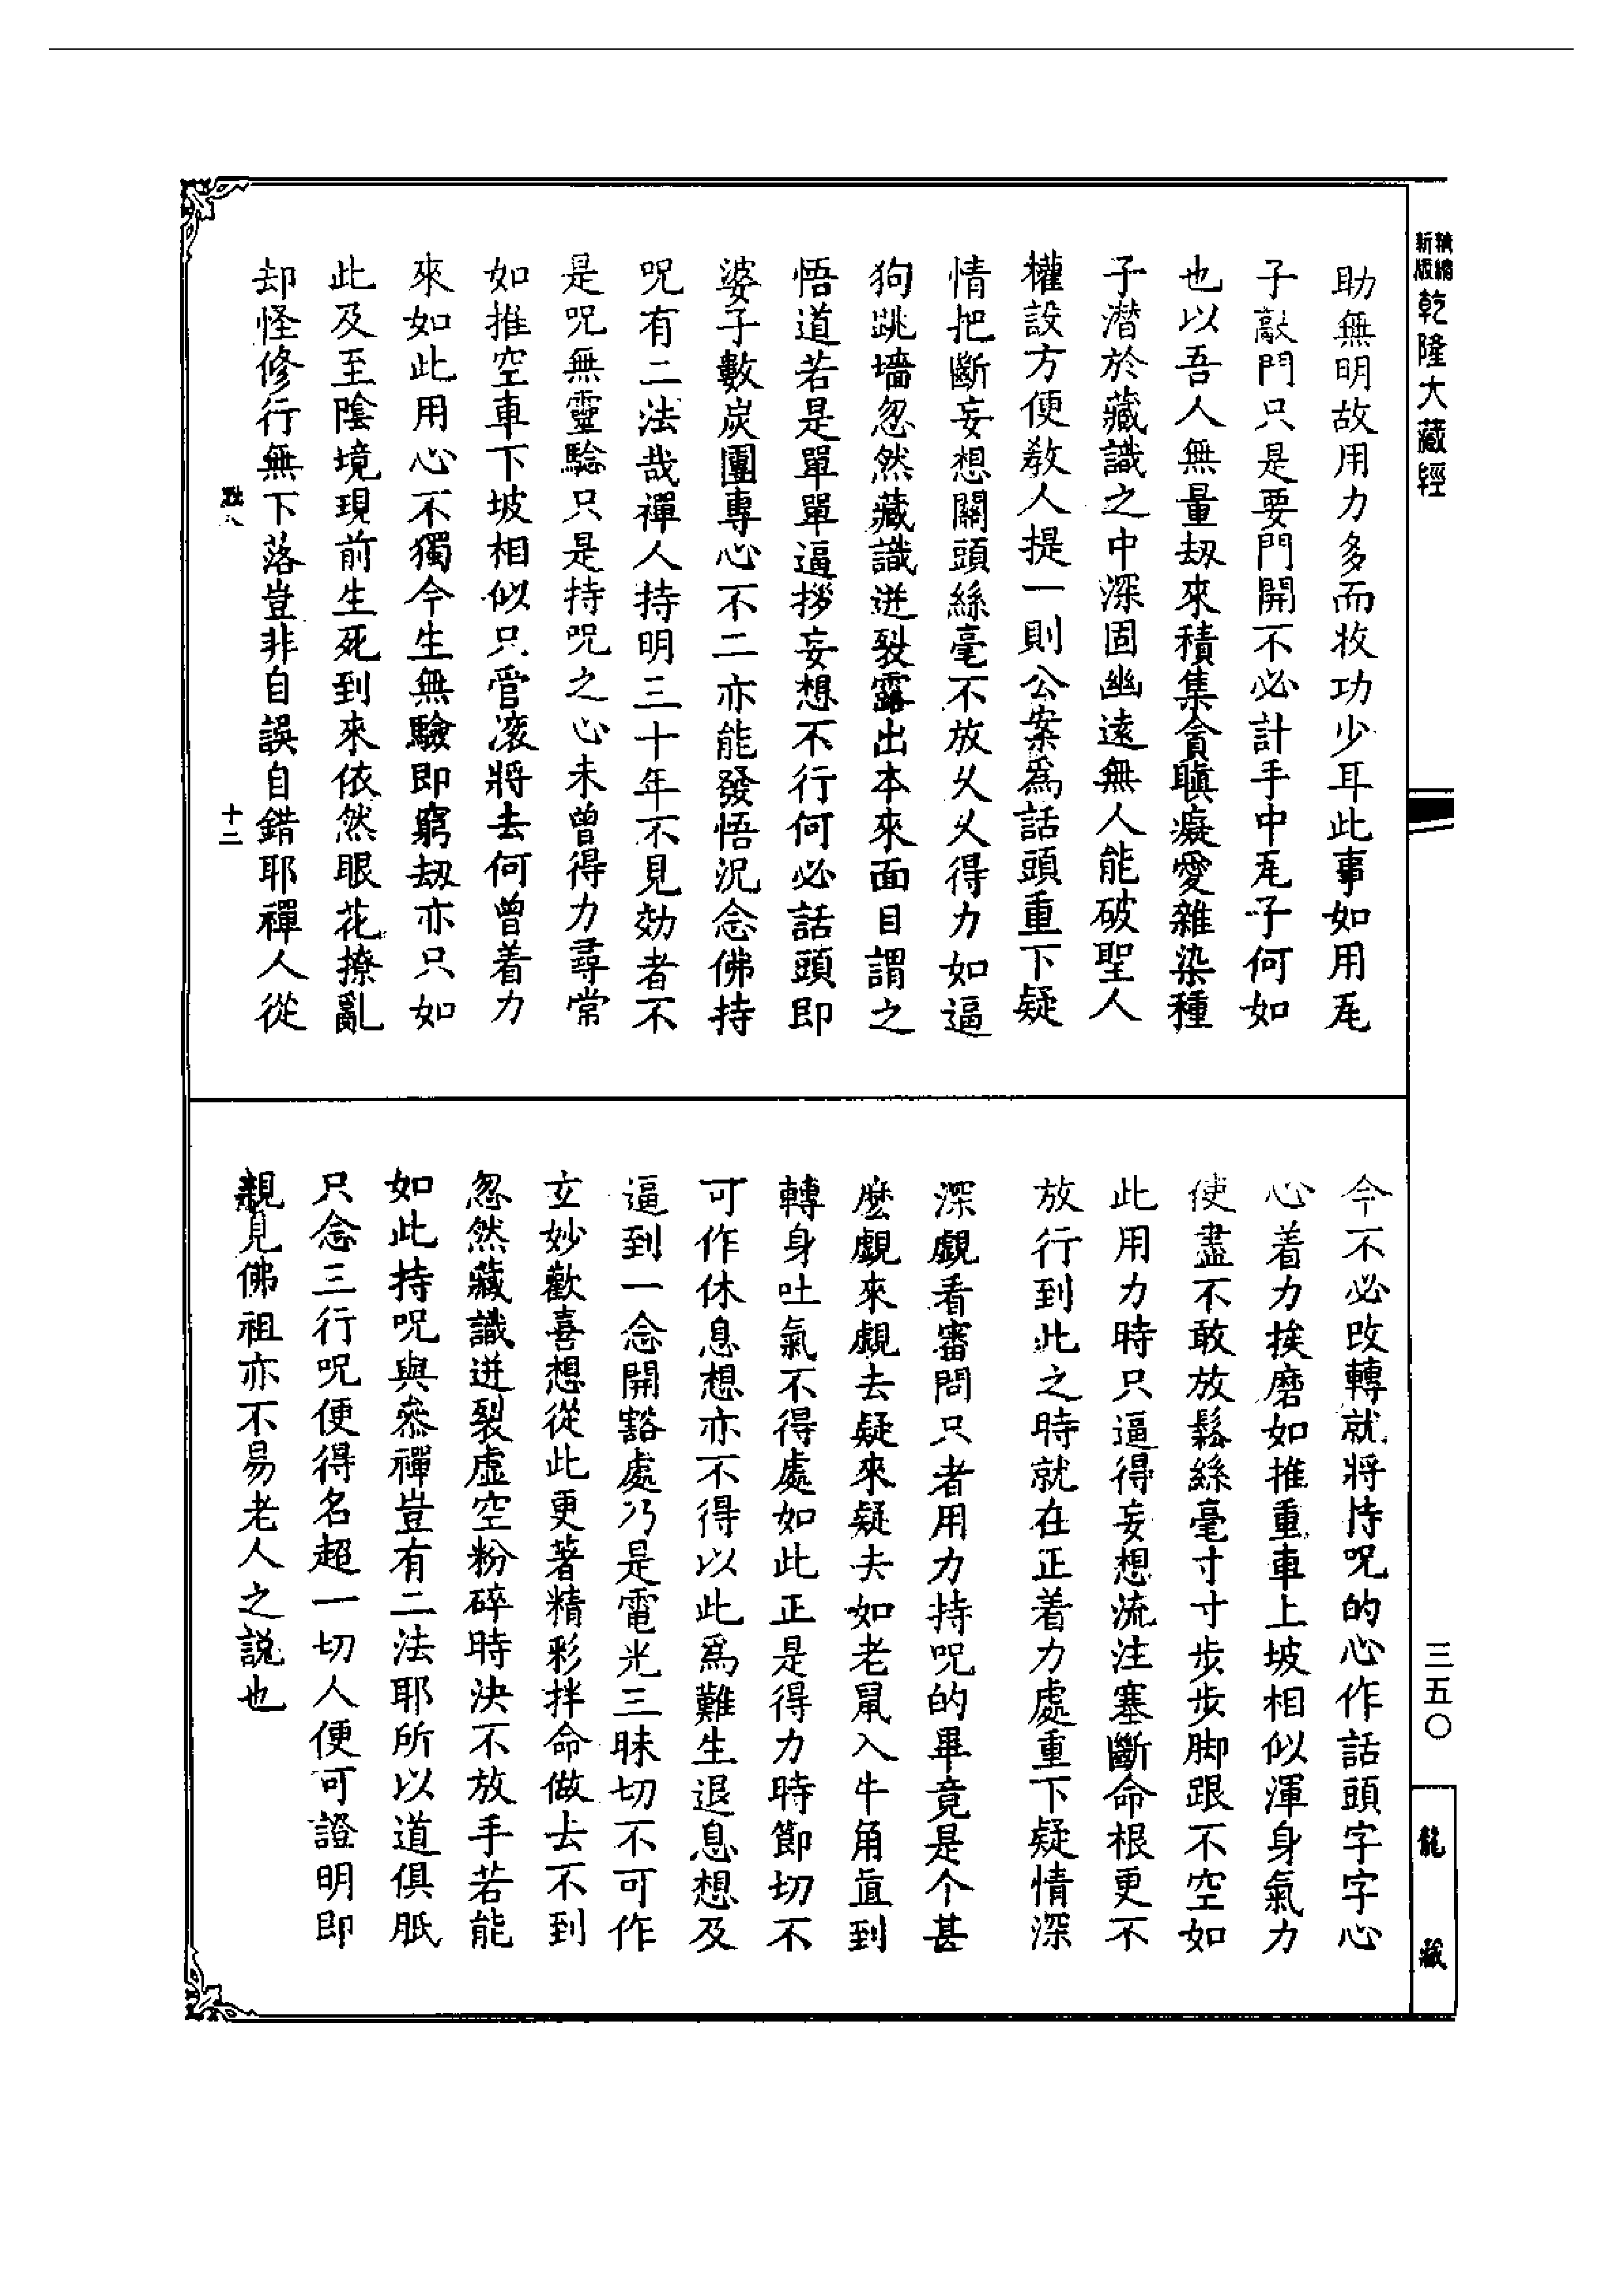 精縮
新版
乾隆大藏經
助無明故用力多而收功少耳此事如用瓦
子敲門只是要門開不必計手中瓦子何如
也以吾人無量刼來積集貪瞋癡愛雜染種
子潛於藏識之中深固幽遠無人能破聖人
權設方便教人提一則公案為話頭重下疑
情把斷妄想關頭絲毫不放久久得力如逼
狗跳墻忽然藏識迸裂露出本來面目謂之
悟道若是單單逼拶妄想不行何必話頭即
婆子數炭團專心不二亦能發悟況念佛持
呪有二法哉禪人持明三十年不見効者不
是呪無靈驗只是持呪之心未曾得力尋常
如推空車下坡相似只管滚將去何曾着力
來如此用心不獨今生無驗即窮刼亦只如
此及至陰境現前生死到來依然眼花撩亂
却怪修行無下落豈非自誤自錯耶禪人從
十二
今不必改轉就將持呪的心作話頭字字心
心着力挨磨如推重車上坡相似渾身氣力
使盡不敢放鬆絲毫寸寸步步脚跟不空如
此用力時只逼得妄想流注塞斷命根更不
放行到此之時就在正着力處重下疑情深
深覷看審問只者用力持呪的畢竟是个甚
麼覷來覷去疑來疑去如老鼠入牛角直到
轉身吐氣不得處如此正是得力時節切不
可作休息想亦不得以此為難生退息想及
逼到一念開豁處乃是電光三昧切不可作
玄妙歡喜想從此更著精彩拌命做去不到
忽然藏識迸裂虛空粉碎時決不放手若能
如此持呪與叅禪豈有二法耶所以道俱胝
只念三行呪便得名超一切人便可證明即
親見佛祖亦不易老人之說也
三五〇
龍藏